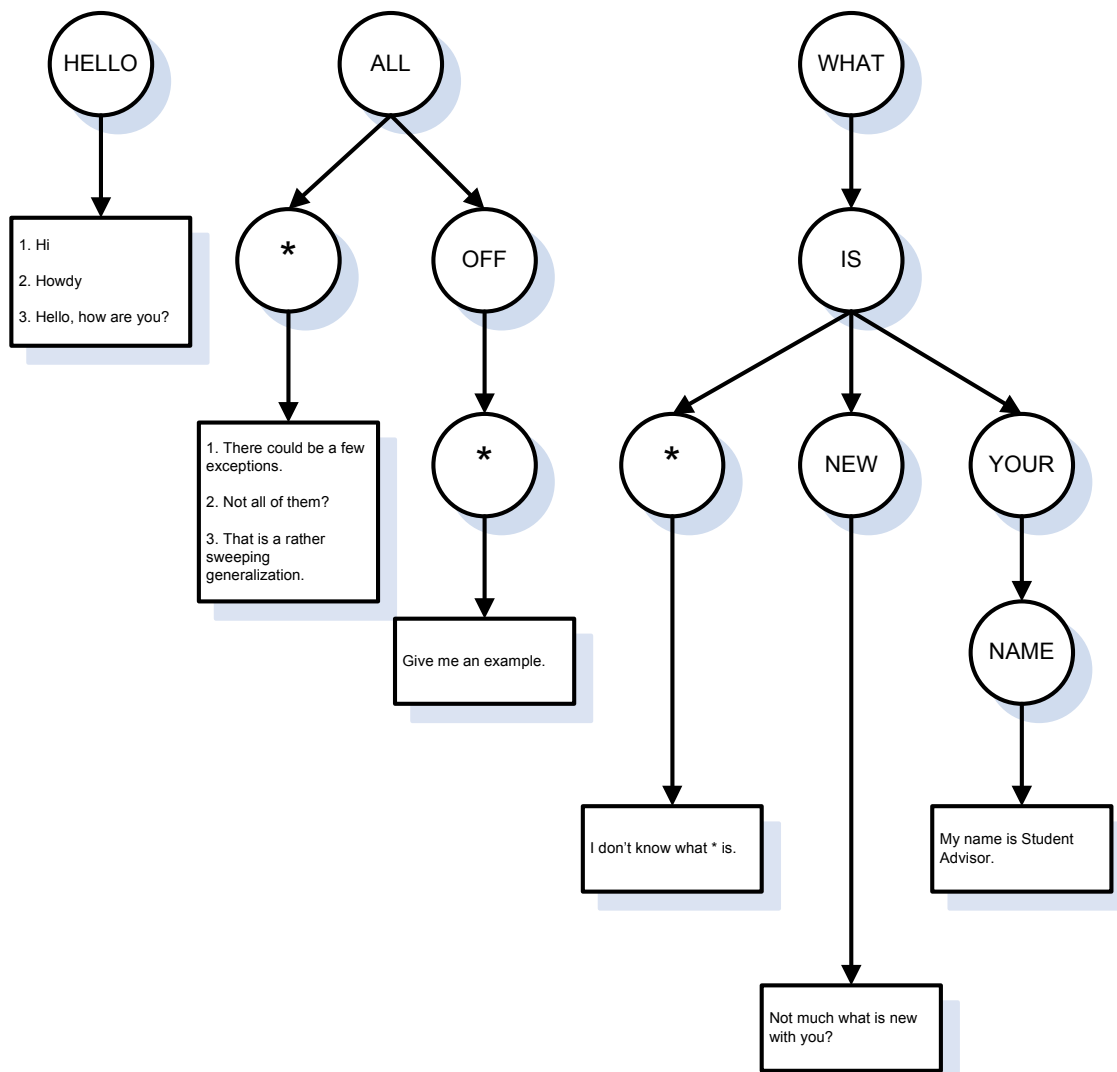 HELLO
ALL
WHAT
1. Hi
2. Howdy
3. Hello, how are you?
*
OFF
IS
1. There could be a few
exceptions.
2. Not all of them?
3. That is a rather
sweeping
generalization.
*
*
NEW
YOUR
Give me an example.
NAME
I don’t know what * is.
My name is Student
Advisor.
Not much what is new
with you?